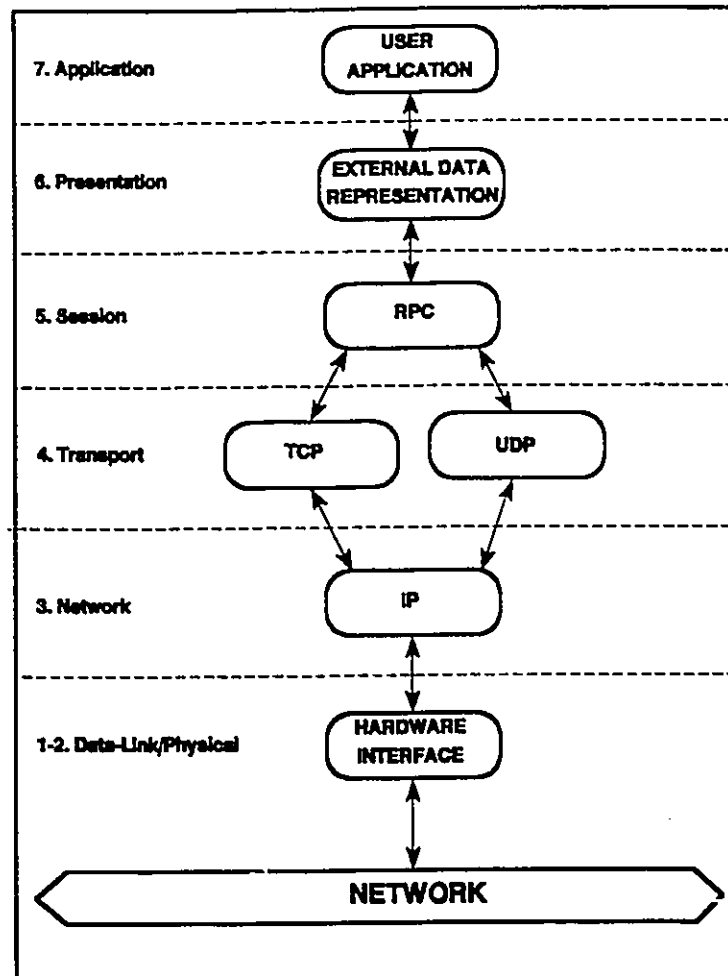 7. Application
USER
APPLICATION
6. Presentation
EXTERNAL DATA
REPRESENTATION
5. Session
RPC
4. Transport
TCP
UDP
3. Network
IP
1-2. Data-Link/Physical
HARDWARE
INTERFACE
NETWORK